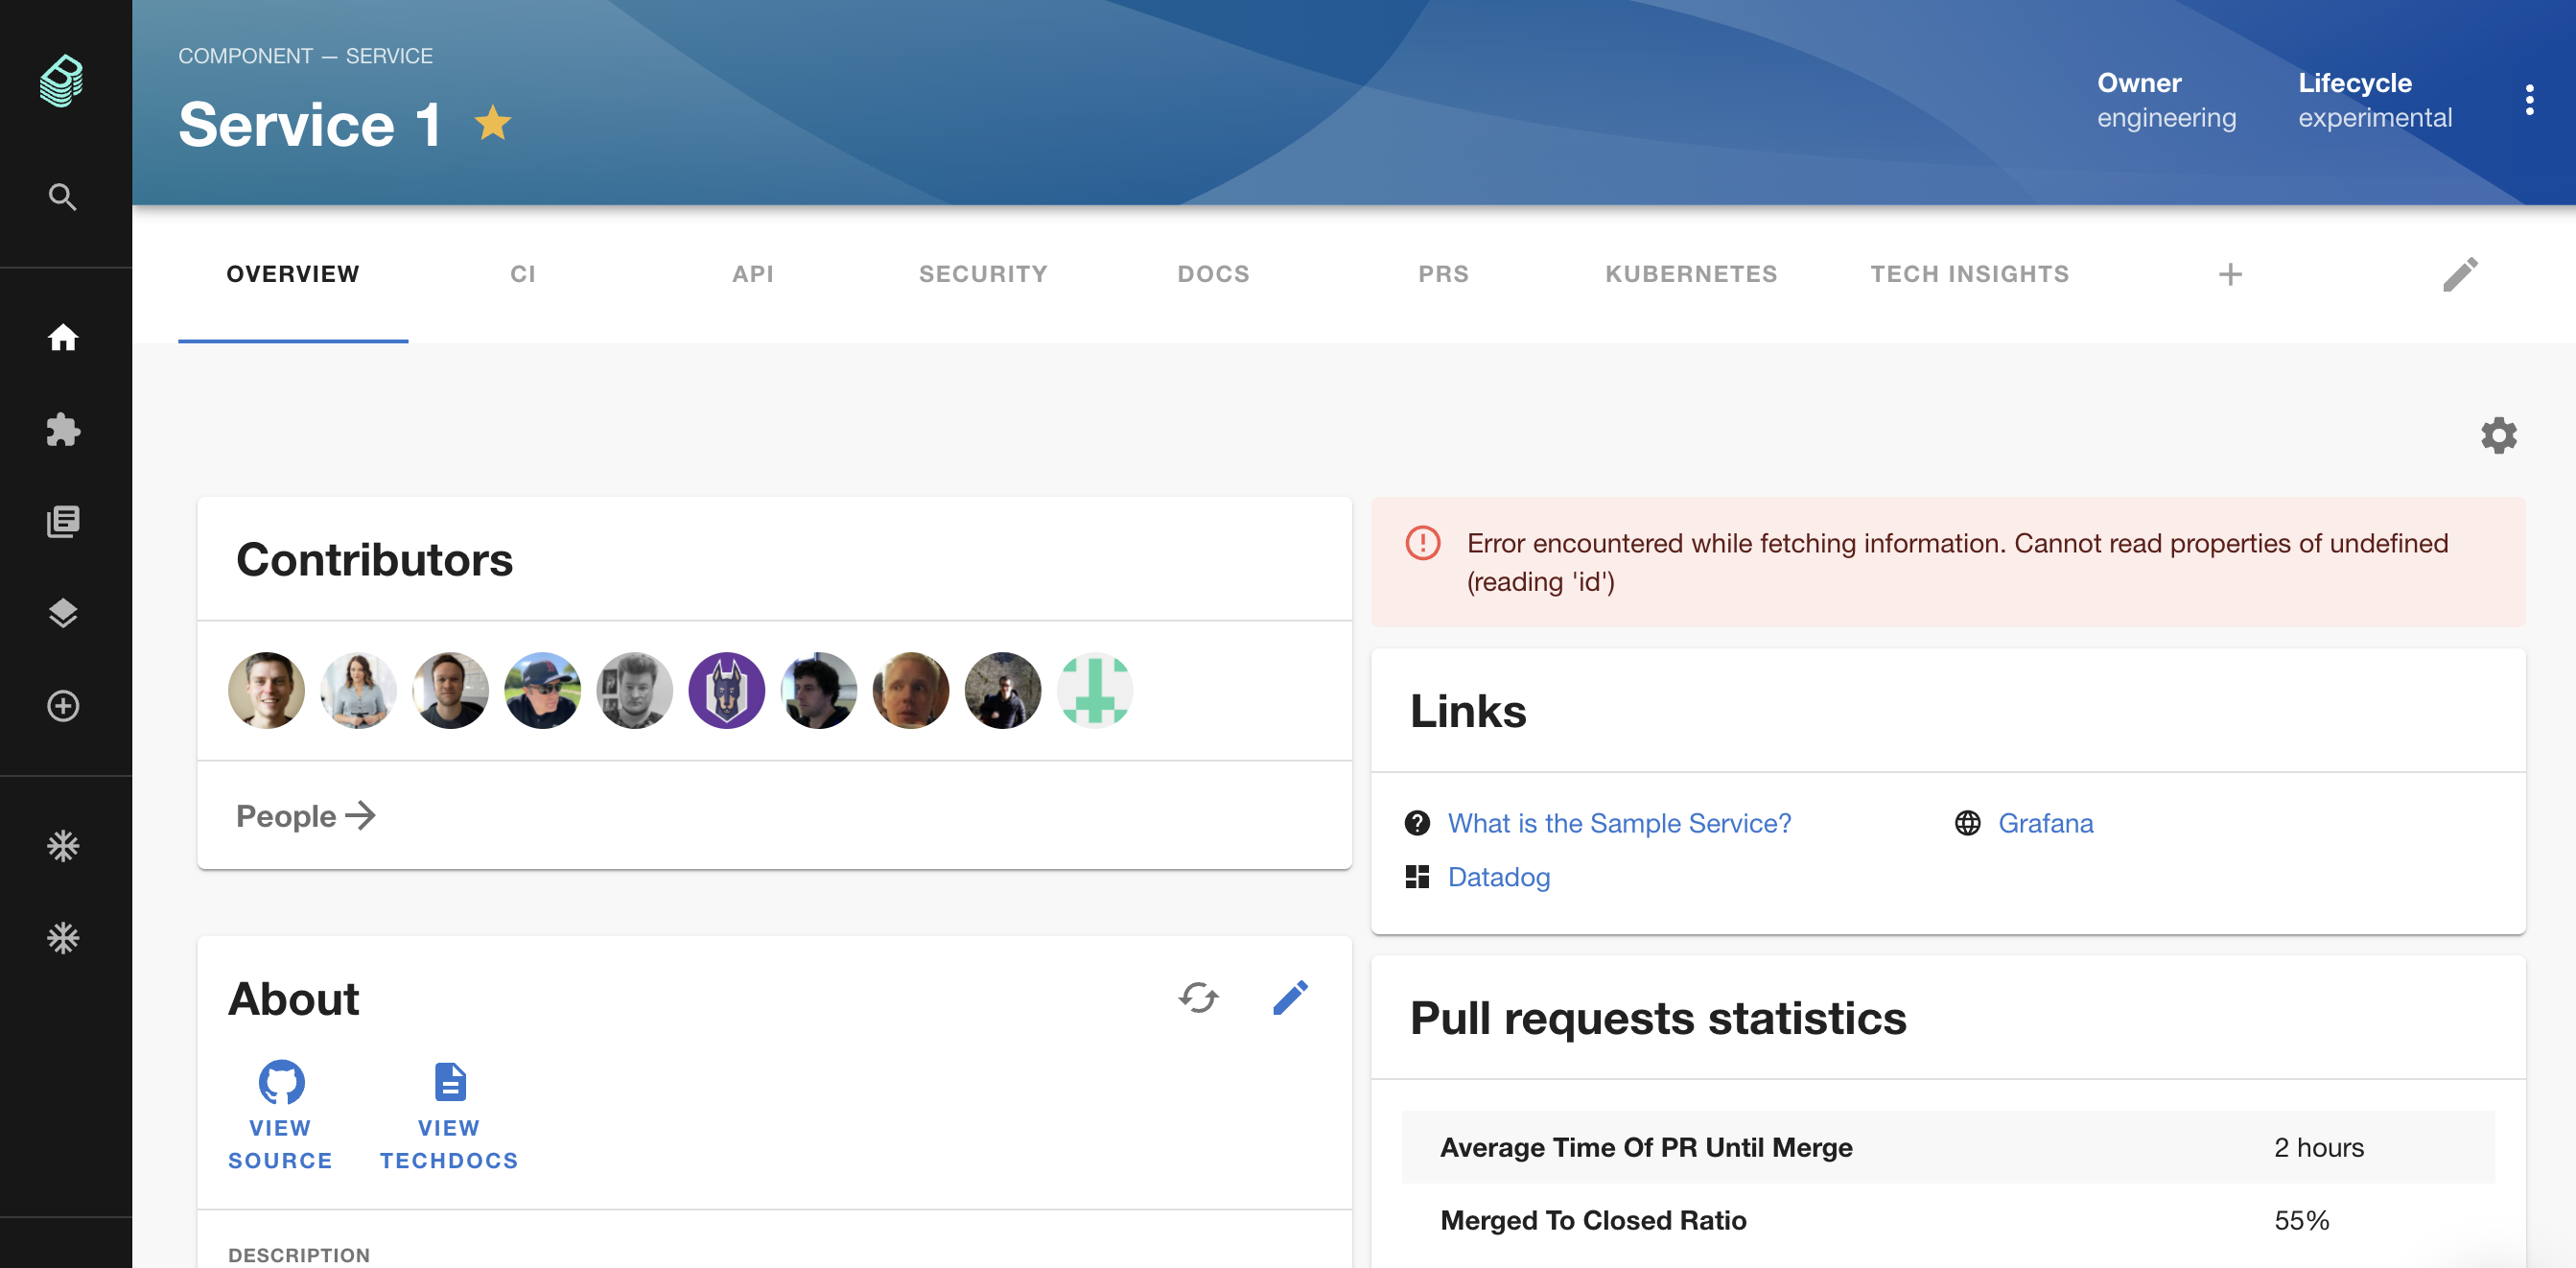 COMPONENT — SERVICE
Service 1
Owner
engineering
Lifecycle
experimental
OVERVIEW
CI
API
SECURITY
DOCS
PRS
KUBERNETES
TECH INSIGHTS
Contributors
People
About
VIEW
SOURCE
VIEW
TECHDOCS
DESCRIPTION
Error encountered while fetching information. Cannot read properties of undefined
(reading 'id')
Links
What is the Sample Service?
Grafana
Datadog
Pull requests statistics
Average Time Of PR Until Merge
2 hours
Merged To Closed Ratio
55%